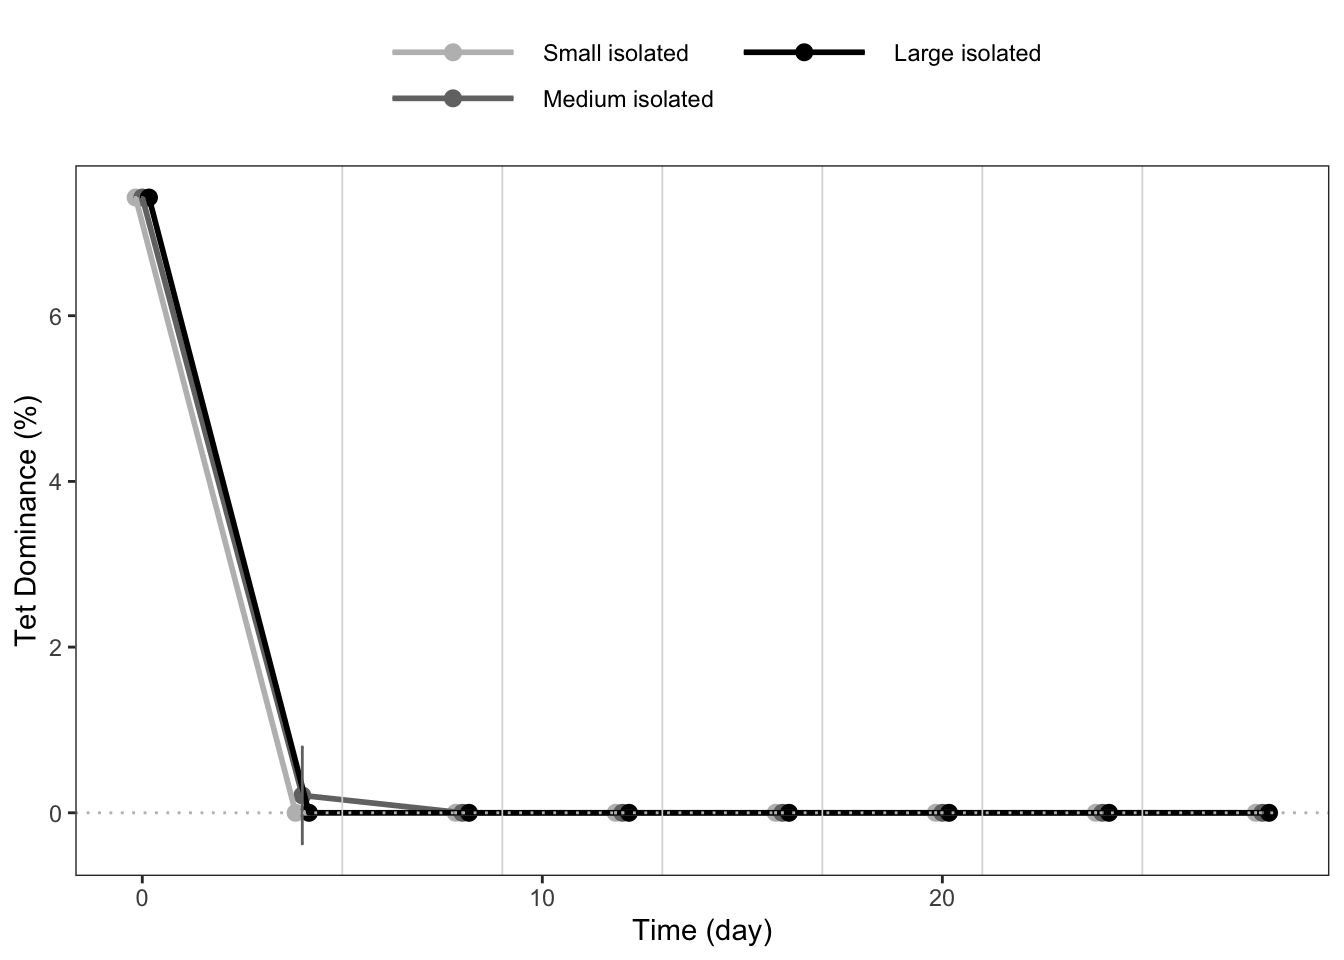 Small isolated
Large isolated
Medium isolated
Tet Dominance (%)
6
4
2
0
0
10
20
Time (day)